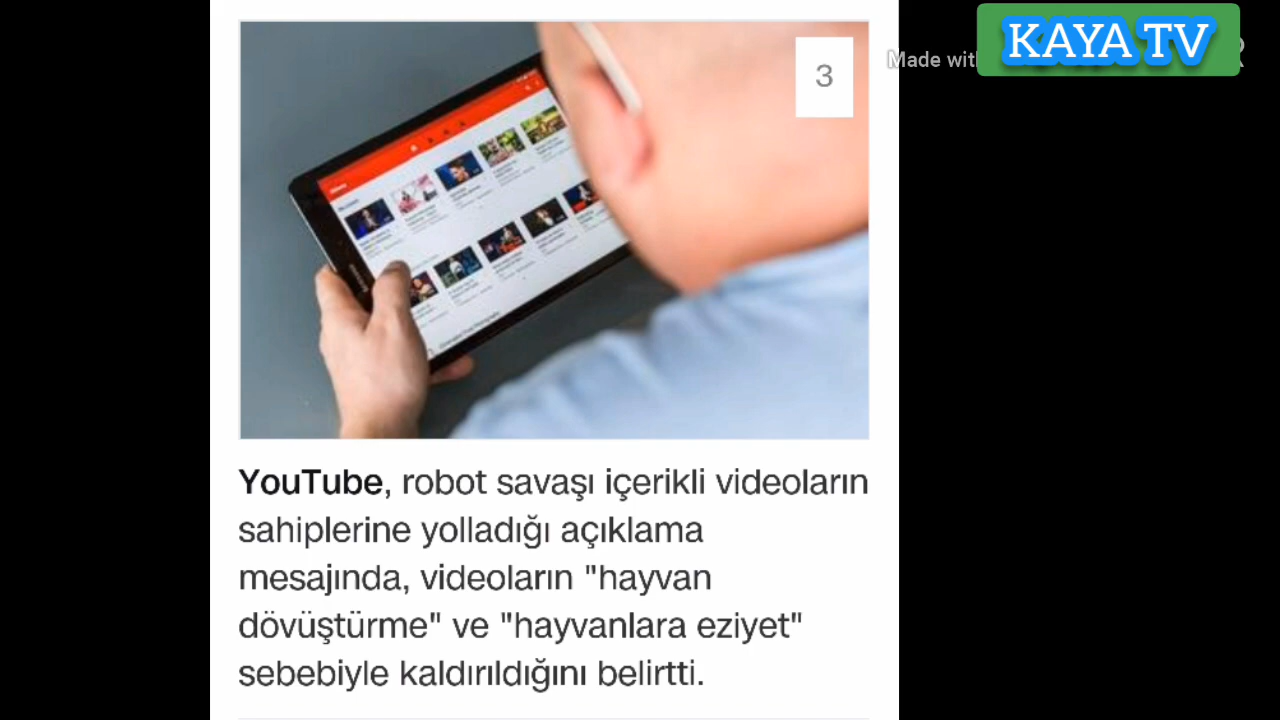 KAYA TV
Made with
3
YouTube, robot savaşı içerikli videoların
sahiplerine yolladığı açıklama
mesajında, videoların "hayvan
dövüştürme" ve "hayvanlara eziyet"
sebebiyle kaldırıldığını belirtti.